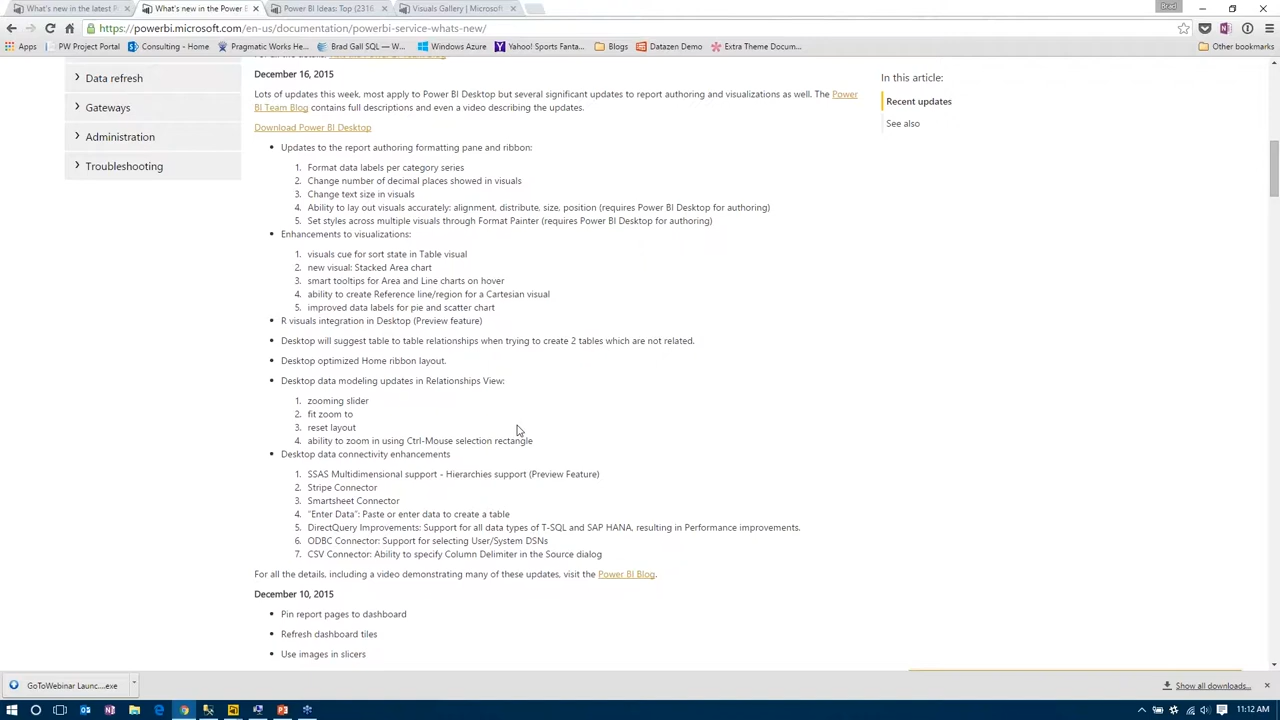 What's new in the latest P
What's new in the Power B
Power BI Ideas: Top (2316
Visuals Gallery | Microsoft
Brad
https://powerbi.microsoft.com/en-us/documentation/powerbi-service-whats-new/
Apps
PW Project Portal
Consulting - Home
Pragmatic Works He...
Brad Gall SQL — W...
Windows Azure
Yahoo! Sports Fanta...
Blogs
Datazen Demo
Extra Theme Docum...
Other bookmarks
Data refresh
Gateways
Administration
Troubleshooting
December 16, 2015
Lots of updates this week, most apply to Power BI Desktop but several significant updates to report authoring and visualizations as well. The Power
BI Team Blog contains full descriptions and even a video describing the updates.
Download Power BI Desktop
• Updates to the report authoring formatting pane and ribbon:
1. Format data labels per category series
2. Change number of decimal places showed in visuals
3. Change text size in visuals
4. Ability to lay out visuals accurately: alignment, distribute, size, position (requires Power BI Desktop for authoring)
5. Set styles across multiple visuals through Format Painter (requires Power BI Desktop for authoring)
• Enhancements to visualizations:
1. visuals cue for sort state in Table visual
2. new visual: Stacked Area chart
3. smart tooltips for Area and Line charts on hover
4. ability to create Reference line/region for a Cartesian visual
5. improved data labels for pie and scatter chart
• R visuals integration in Desktop (Preview feature)
• Desktop will suggest table to table relationships when trying to create 2 tables which are not related.
• Desktop optimized Home ribbon layout.
• Desktop data modeling updates in Relationships View:
1. zooming slider
2. fit zoom to
3. reset layout
4. ability to zoom in using Ctrl-Mouse selection rectangle
• Desktop data connectivity enhancements
1. SSAS Multidimensional support - Hierarchies support (Preview Feature)
2. Stripe Connector
3. Smartsheet Connector
4. "Enter Data": Paste or enter data to create a table
5. DirectQuery Improvements: Support for all data types of T-SQL and SAP HANA, resulting in Performance improvements.
6. ODBC Connector: Support for selecting User/System DSNs
7. CSV Connector: Ability to specify Column Delimiter in the Source dialog
For all the details, including a video demonstrating many of these updates, visit the Power BI Blog.
December 10, 2015
• Pin report pages to dashboard
• Refresh dashboard tiles
• Use images in slicers
In this article:
Recent updates
See also
GoToWebinar Launc....exe
Show all downloads...
11:12 AM